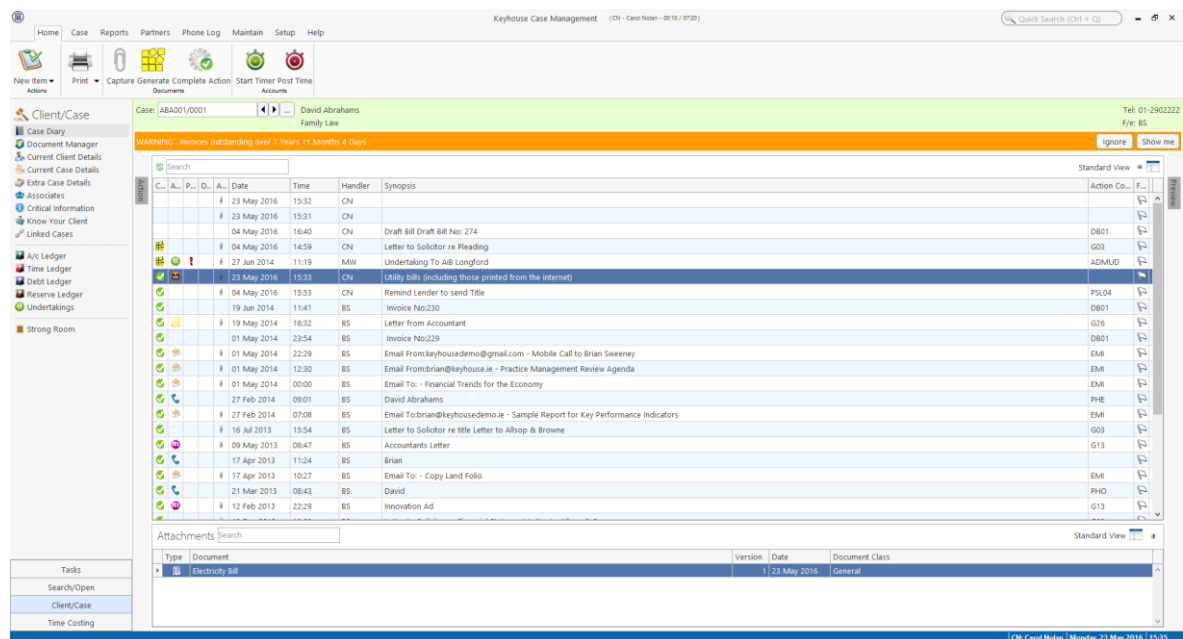 Keyhouse Case Management (CN - Carol Nolan - 00:10 / 07:20)
Quick Search (Ctrl + Q)
Home Case Reports Partners Phone Log Maintain Setup Help
New Item Print Capture Generate Complete Action Start Timer Post Time
Actions Documents Accounts
Client/Case
Case Diary
Document Manager
Current Client Details
Current Case Details
Extra Case Details
Associates
Critical Information
Know Your Client
Linked Cases
A/c Ledger
Time Ledger
Debt Ledger
Reserve Ledger
Undertakings
Strong Room
Tasks
Search/Open
Client/Case
Time Costing
Case: ABA001/0001 ... David Abrahams Tel: 01-2902222
Family Law F/e: BS
WARNING : Invoices outstanding over 1 Years 11 Months 4 Days . Ignore Show me
Search Standard View
Action
Preview
C... A... P... D... A... Date Time Handler Synopsis Action Co... F...
23 May 2016 15:32 CN
23 May 2016 15:31 CN
04 May 2016 16:40 CN Draft Bill Draft Bill No: 274 DB01
04 May 2016 14:59 CN Letter to Solicitor re Pleading G03
27 Jun 2014 11:19 MW Undertaking To AIB Longford ADMUD
23 May 2016 15:33 CN Utility bills (including those printed from the internet)
04 May 2016 15:53 CN Remind Lender to send Title PSL04
19 Jun 2014 11:41 BS Invoice No:230 DB01
19 May 2014 16:32 BS Letter from Accountant G26
01 May 2014 23:54 BS Invoice No:229 DB01
01 May 2014 22:29 BS Email From:keyhousedemo@gmail.com - Mobile Call to Brian Sweeney EMI
01 May 2014 12:30 BS Email From:brian@keyhouse.ie - Practice Management Review Agenda EMI
01 May 2014 00:00 BS Email To: - Financial Trends for the Economy EMI
27 Feb 2014 09:01 BS David Abrahams PHE
27 Feb 2014 07:08 BS Email To:brian@keyhousedemo.ie - Sample Report for Key Performance Indicators EMI
16 Jul 2013 15:54 BS Letter to Solicitor re title Letter to Allsop & Browne G03
09 May 2013 08:47 BS Accountants Letter G13
17 Apr 2013 11:24 BS Brian
17 Apr 2013 10:27 BS Email To: - Copy Land Folio EMI
21 Mar 2013 08:43 BS David PHO
12 Feb 2013 22:29 BS Innovation Ad G13
Attachments Search Standard View
Type Document Version Date Document Class
Electricity Bill 1 23 May 2016 General
CN: Carol Nolan Monday, 23 May 2016 15:35